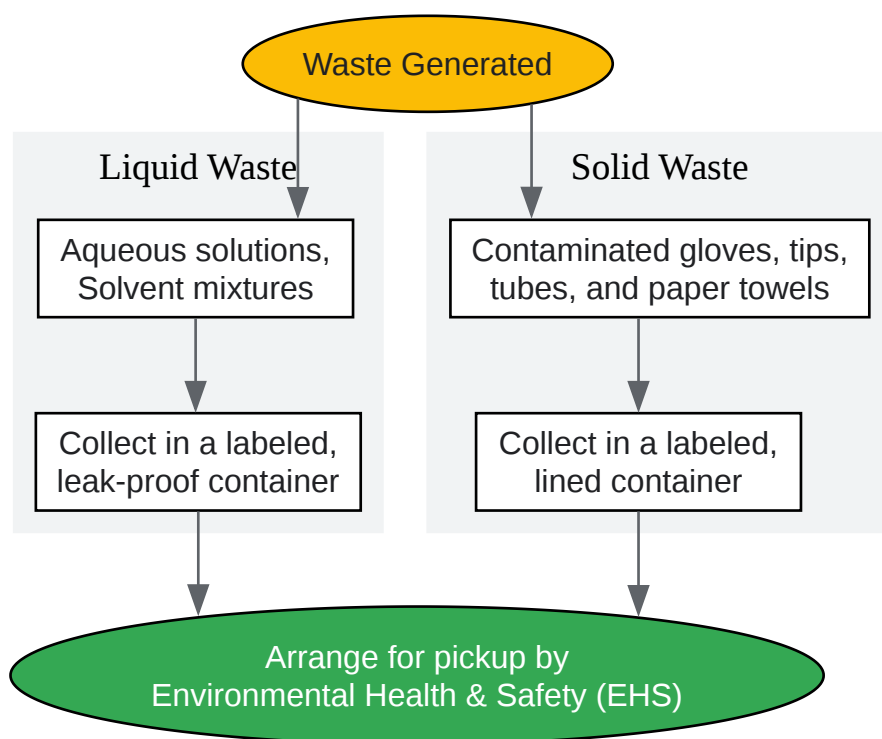 Waste Generated
Liquid Waste
Aqueous solutions,
Solvent mixtures
Collect in a labeled,
leak-proof container
Solid Waste
Contaminated gloves, tips,
tubes, and paper towels
Collect in a labeled,
lined container
Arrange for pickup by
Environmental Health & Safety (EHS)